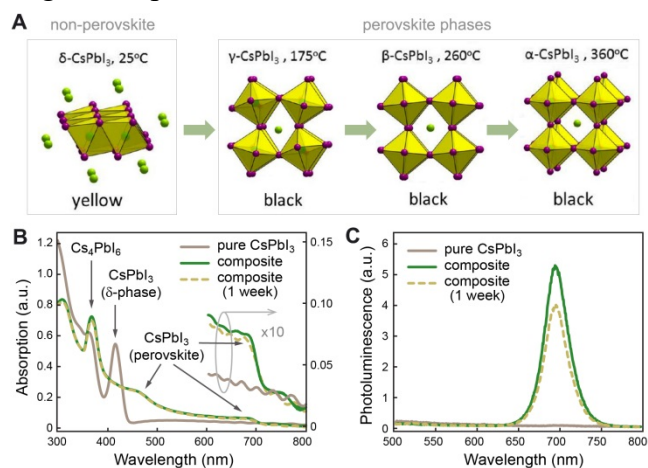 non-perovskite
perovskite phases
A
δ-CsPbI₃, 25ºC
γ-CsPbI₃ , 175ºC
β-CsPbI₃ , 260ºC
α-CsPbI₃ , 360ºC
yellow
black
black
black
B
1.2
1.0
0.8
0.6
0.4
0.2
0
Absorption (a.u.)
Cs₄PbI₆
CsPbI₃
(δ-phase)
CsPbI₃
(perovskite)
pure CsPbI₃
composite
composite
(1 week)
x10
0.15
0.10
0.05
0
300
400
500
600
700
800
Wavelength (nm)
C
6
5
4
3
2
1
0
Photoluminescence (a.u.)
pure CsPbI₃
composite
composite
(1 week)
500
600
700
800
Wavelength (nm)